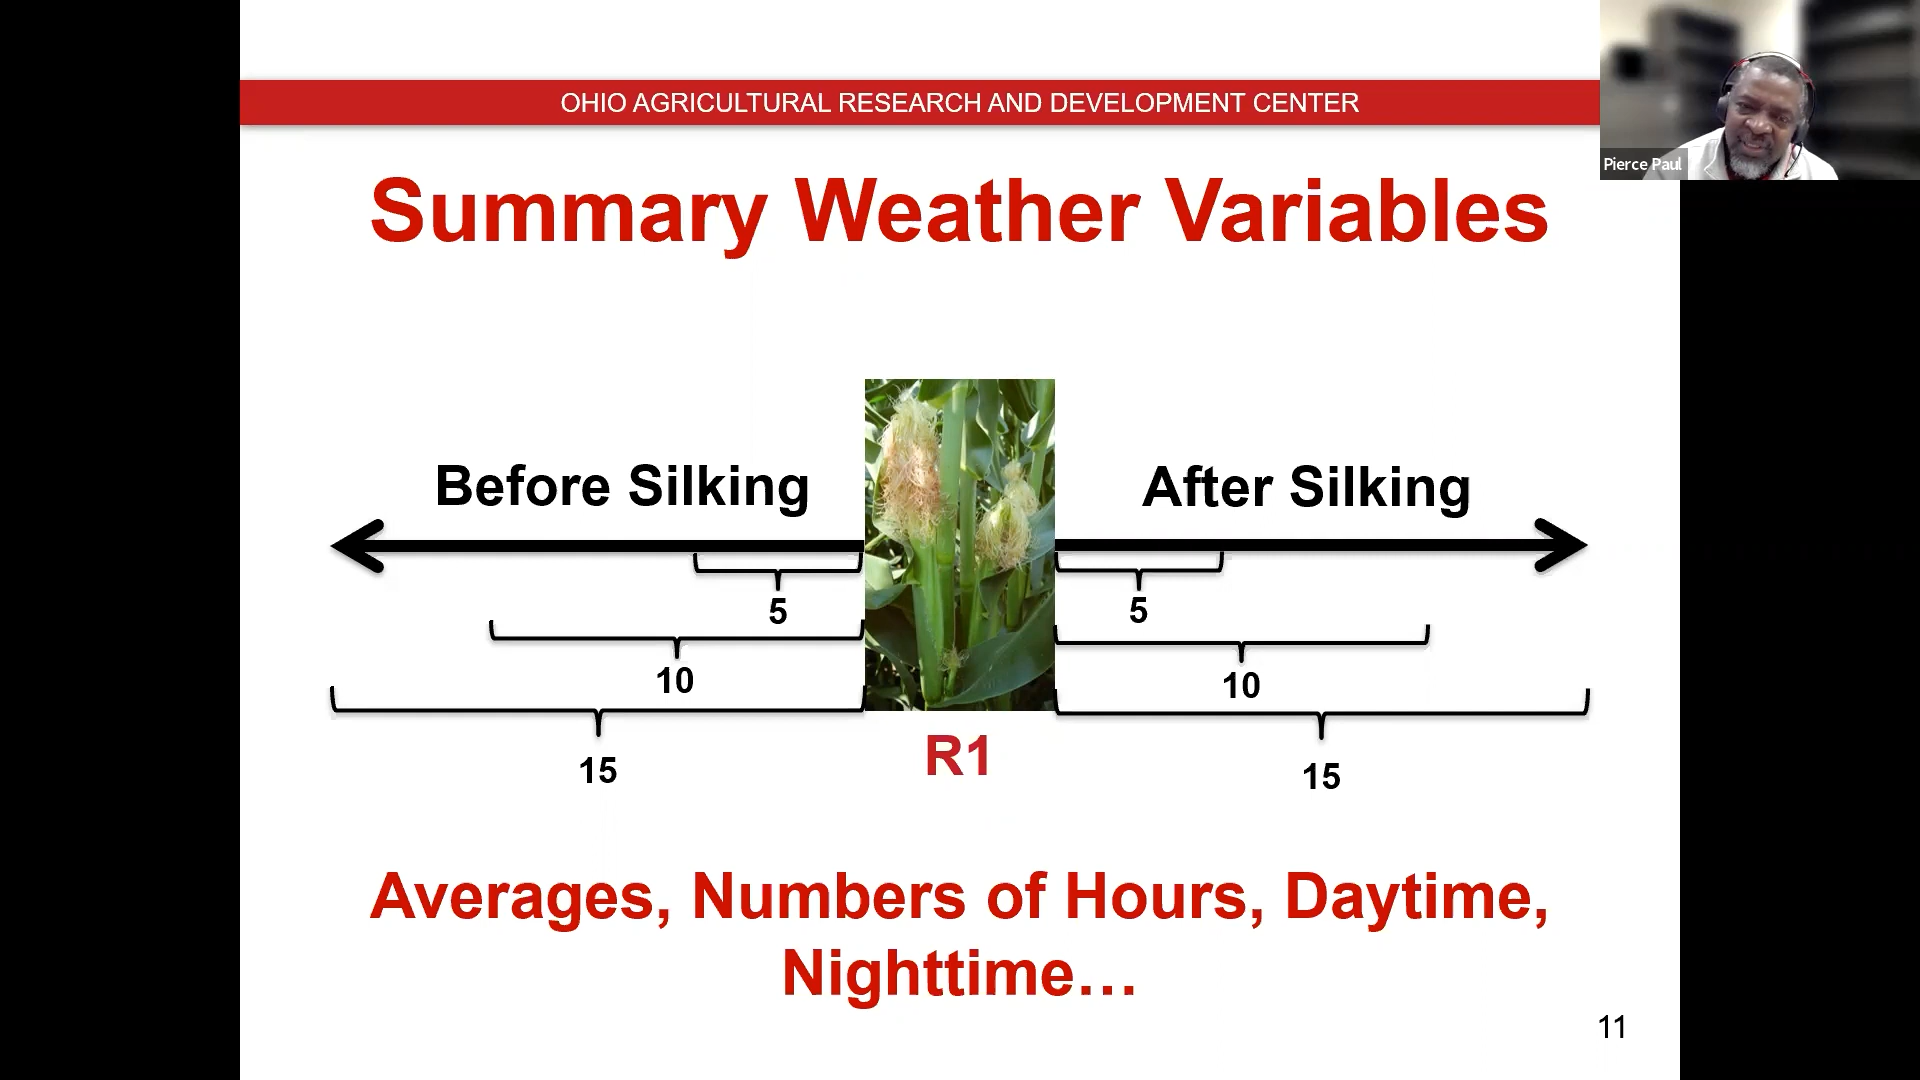 OHIO AGRICULTURAL RESEARCH AND DEVELOPMENT CENTER
Pierce Paul
Summary Weather Variables
Before Silking
After Silking
5
5
10
10
15
15
R1
Averages, Numbers of Hours, Daytime,
Nighttime…
11